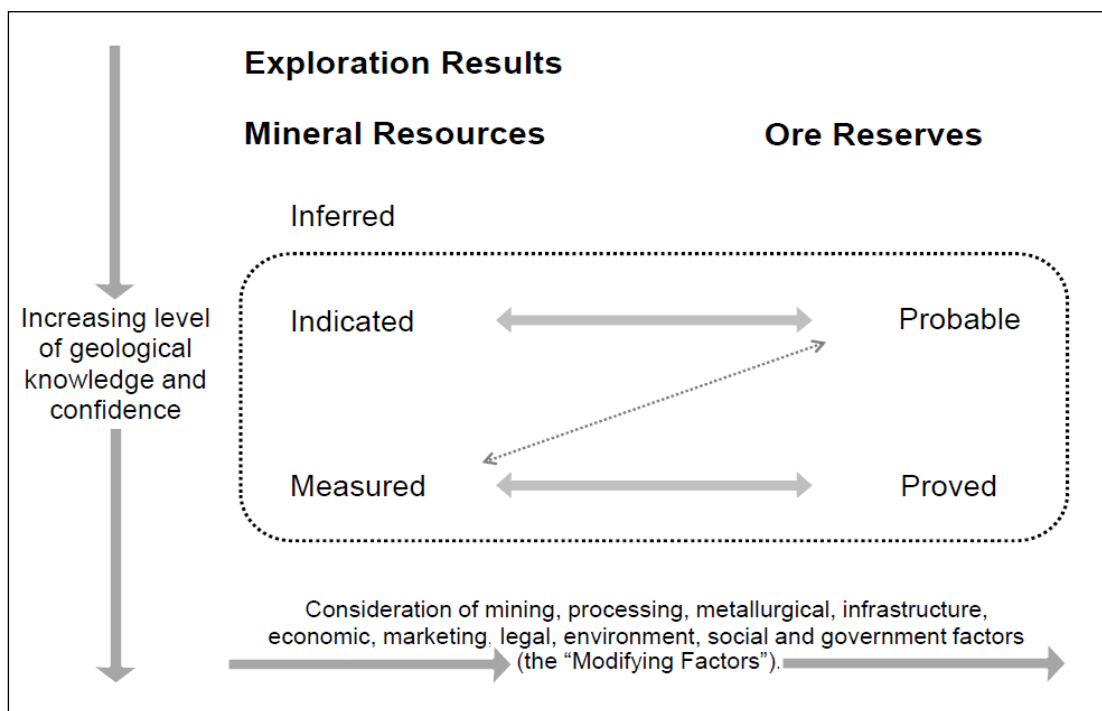 Exploration Results
Mineral Resources
Ore Reserves
Inferred
Indicated
Probable
Increasing level
of geological
knowledge and
confidence
Measured
Proved
Consideration of mining, processing, metallurgical, infrastructure,
economic, marketing, legal, environment, social and government factors
(the “Modifying Factors”).